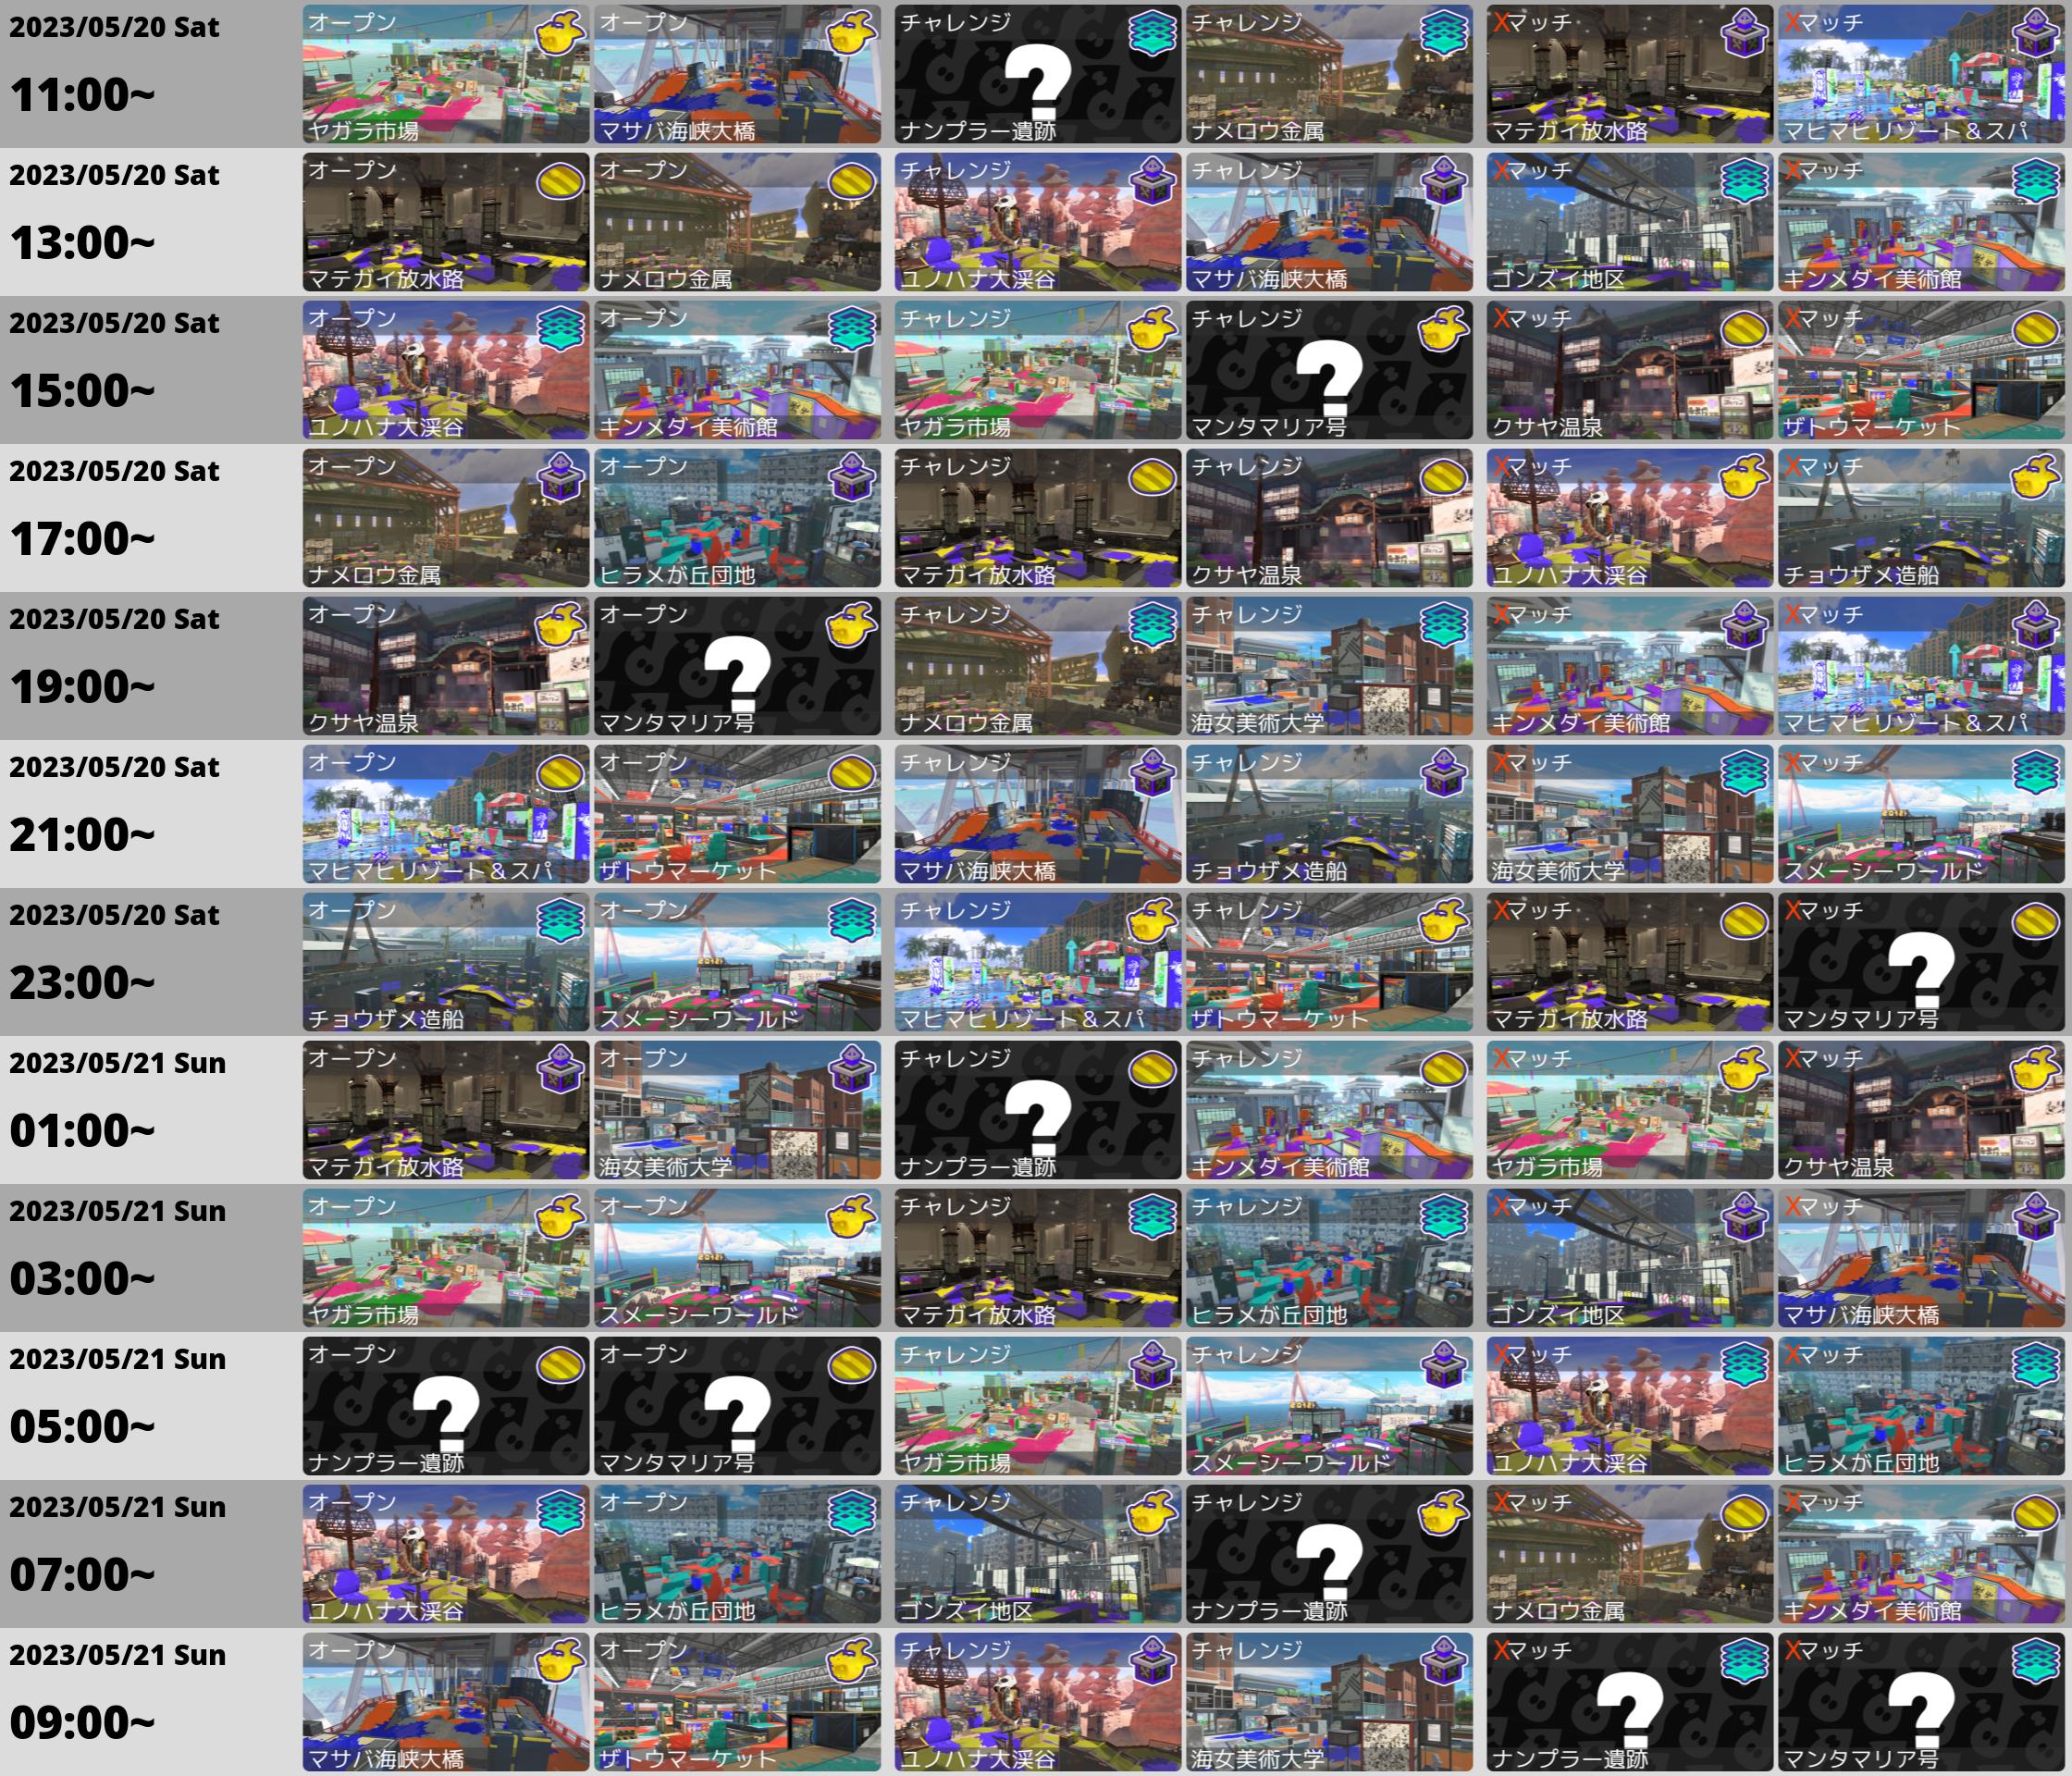 2023/05/20 Sat
11:00~
オープン オープン チャレンジ チャレンジ Xマッチ Xマッチ
ヤガラ市場 マサバ海峡大橋 ナンプラー遺跡 ナメロウ金属 マテガイ放水路 マヒマヒリゾート＆スパ
2023/05/20 Sat
13:00~
オープン オープン チャレンジ チャレンジ Xマッチ Xマッチ
マテガイ放水路 ナメロウ金属 ユノハナ大渓谷 マサバ海峡大橋 ゴンズイ地区 キンメダイ美術館
2023/05/20 Sat
15:00~
オープン オープン チャレンジ チャレンジ Xマッチ Xマッチ
ユノハナ大渓谷 キンメダイ美術館 ヤガラ市場 マンタマリア号 クサヤ温泉 ザトウマーケット
2023/05/20 Sat
17:00~
オープン オープン チャレンジ チャレンジ Xマッチ Xマッチ
ナメロウ金属 ヒラメが丘団地 マテガイ放水路 クサヤ温泉 ユノハナ大渓谷 チョウザメ造船
2023/05/20 Sat
19:00~
オープン オープン チャレンジ チャレンジ Xマッチ Xマッチ
クサヤ温泉 マンタマリア号 ナメロウ金属 海女美術大学 キンメダイ美術館 マヒマヒリゾート＆スパ
2023/05/20 Sat
21:00~
オープン オープン チャレンジ チャレンジ Xマッチ Xマッチ
マヒマヒリゾート＆スパ ザトウマーケット マサバ海峡大橋 チョウザメ造船 海女美術大学 スメーシーワールド
2023/05/20 Sat
23:00~
オープン オープン チャレンジ チャレンジ Xマッチ Xマッチ
チョウザメ造船 スメーシーワールド マヒマヒリゾート＆スパ ザトウマーケット マテガイ放水路 マンタマリア号
2023/05/21 Sun
01:00~
オープン オープン チャレンジ チャレンジ Xマッチ Xマッチ
マテガイ放水路 海女美術大学 ナンプラー遺跡 キンメダイ美術館 ヤガラ市場 クサヤ温泉
2023/05/21 Sun
03:00~
オープン オープン チャレンジ チャレンジ Xマッチ Xマッチ
ヤガラ市場 スメーシーワールド マテガイ放水路 ヒラメが丘団地 ゴンズイ地区 マサバ海峡大橋
2023/05/21 Sun
05:00~
オープン オープン チャレンジ チャレンジ Xマッチ Xマッチ
ナンプラー遺跡 マンタマリア号 ヤガラ市場 スメーシーワールド ユノハナ大渓谷 ヒラメが丘団地
2023/05/21 Sun
07:00~
オープン オープン チャレンジ チャレンジ Xマッチ Xマッチ
ユノハナ大渓谷 ヒラメが丘団地 ゴンズイ地区 ナンプラー遺跡 ナメロウ金属 キンメダイ美術館
2023/05/21 Sun
09:00~
オープン オープン チャレンジ チャレンジ Xマッチ Xマッチ
マサバ海峡大橋 ザトウマーケット ユノハナ大渓谷 海女美術大学 ナンプラー遺跡 マンタマリア号